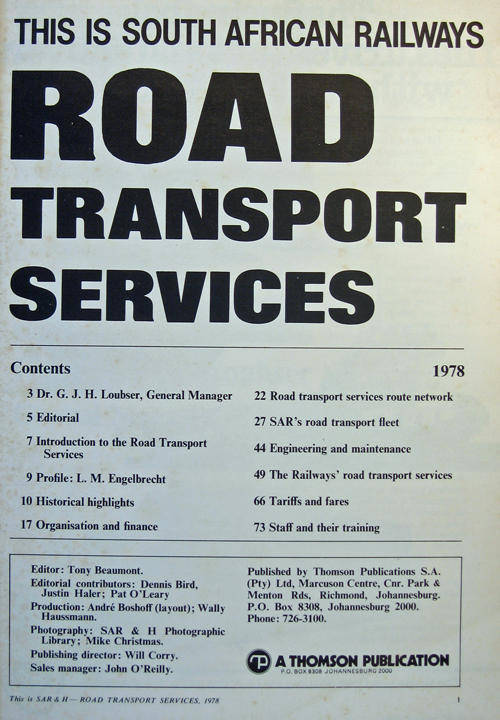 THIS IS SOUTH AFRICAN RAILWAYS
ROAD
TRANSPORT
SERVICES
Contents
1978
3 Dr. G. J. H. Loubser, General Manager
5 Editorial
7 Introduction to the Road Transport
Services
9 Profile: L. M. Engelbrecht
10 Historical highlights
17 Organisation and finance
22 Road transport services route network
27 SAR's road transport fleet
44 Engineering and maintenance
49 The Railways' road transport services
66 Tariffs and fares
73 Staff and their training
Editor: Tony Beaumont.
Editorial contributors: Dennis Bird,
Justin Haler; Pat O'Leary
Production: André Boshoff (layout); Wally
Haussmann.
Photography: SAR & H Photographic
Library; Mike Christmas.
Publishing director: Will Corry.
Sales manager: John O'Reilly.
Published by Thomson Publications S.A.
(Pty) Ltd, Marcuson Centre, Cnr. Park &
Menton Rds, Richmond, Johannesburg.
P.O. Box 8308, Johannesburg 2000.
Phone: 726-3100.
A THOMSON PUBLICATION
P.O. BOX 8308 JOHANNESBURG 2000
This is SAR & H — ROAD TRANSPORT SERVICES, 1978
1